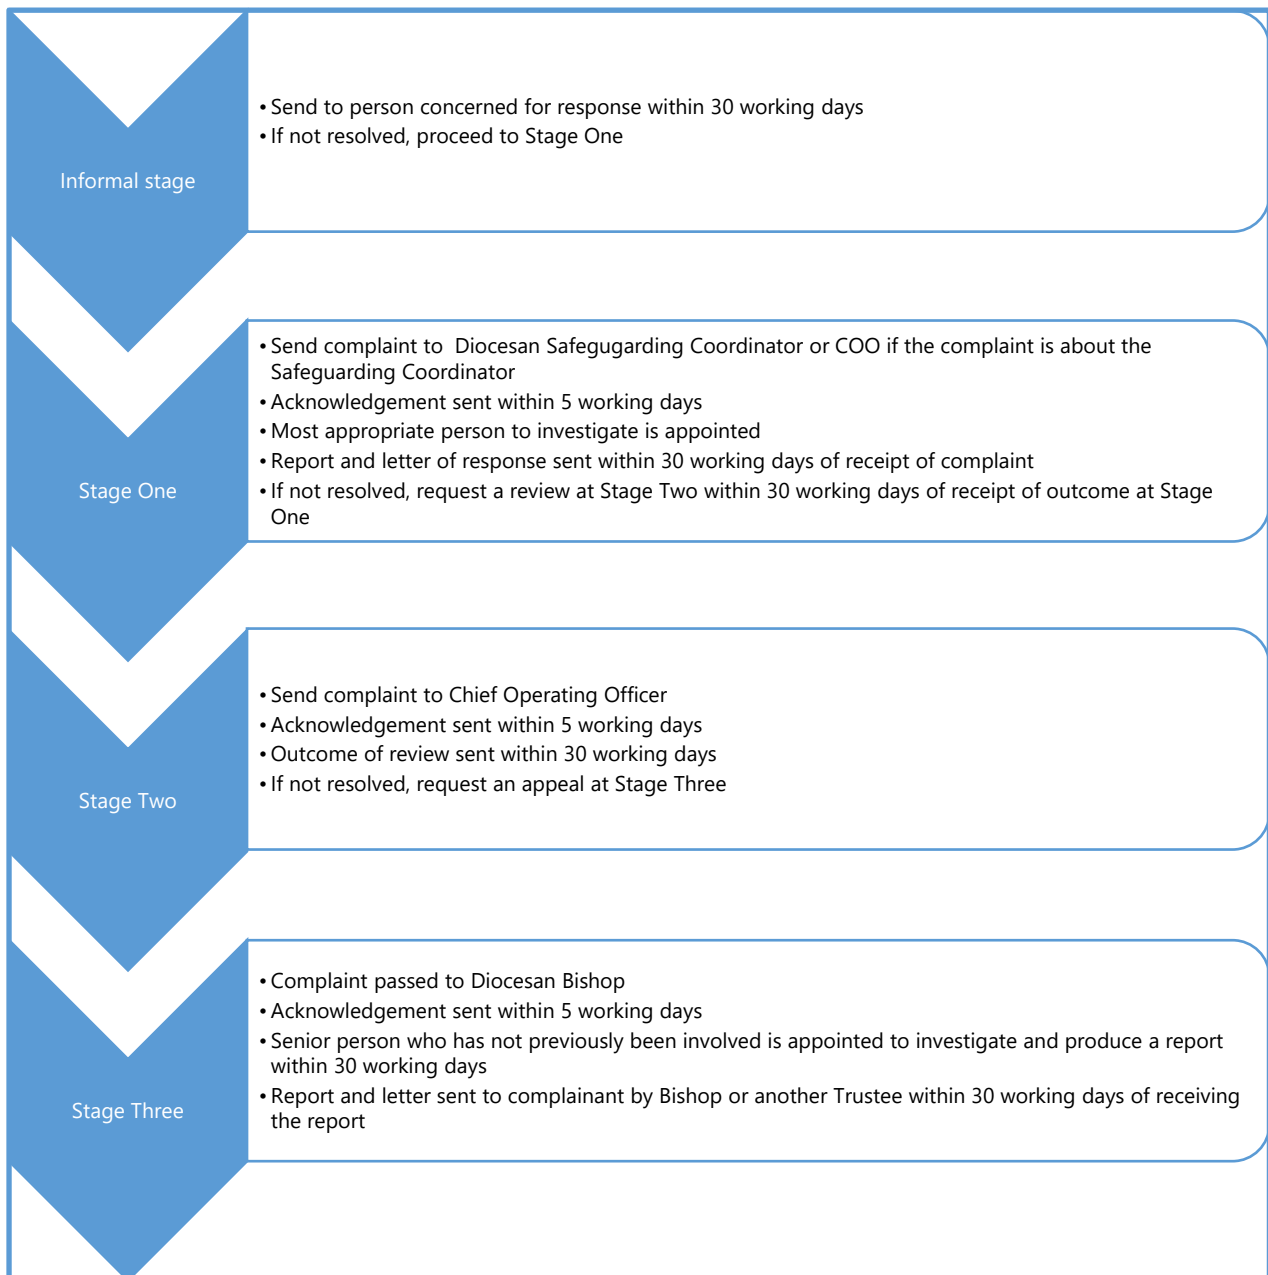 Informal stage
• Send to person concerned for response within 30 working days
• If not resolved, proceed to Stage One
Stage One
• Send complaint to  Diocesan Safegugarding Coordinator or COO if the complaint is about the
Safeguarding Coordinator
• Acknowledgement sent within 5 working days
• Most appropriate person to investigate is appointed
• Report and letter of response sent within 30 working days of receipt of complaint
• If not resolved, request a review at Stage Two within 30 working days of receipt of outcome at Stage
One
Stage Two
• Send complaint to Chief Operating Officer
• Acknowledgement sent within 5 working days
• Outcome of review sent within 30 working days
• If not resolved, request an appeal at Stage Three
Stage Three
• Complaint passed to Diocesan Bishop
• Acknowledgement sent within 5 working days
• Senior person who has not previously been involved is appointed to investigate and produce a report
within 30 working days
• Report and letter sent to complainant by Bishop or another Trustee within 30 working days of receiving
the report